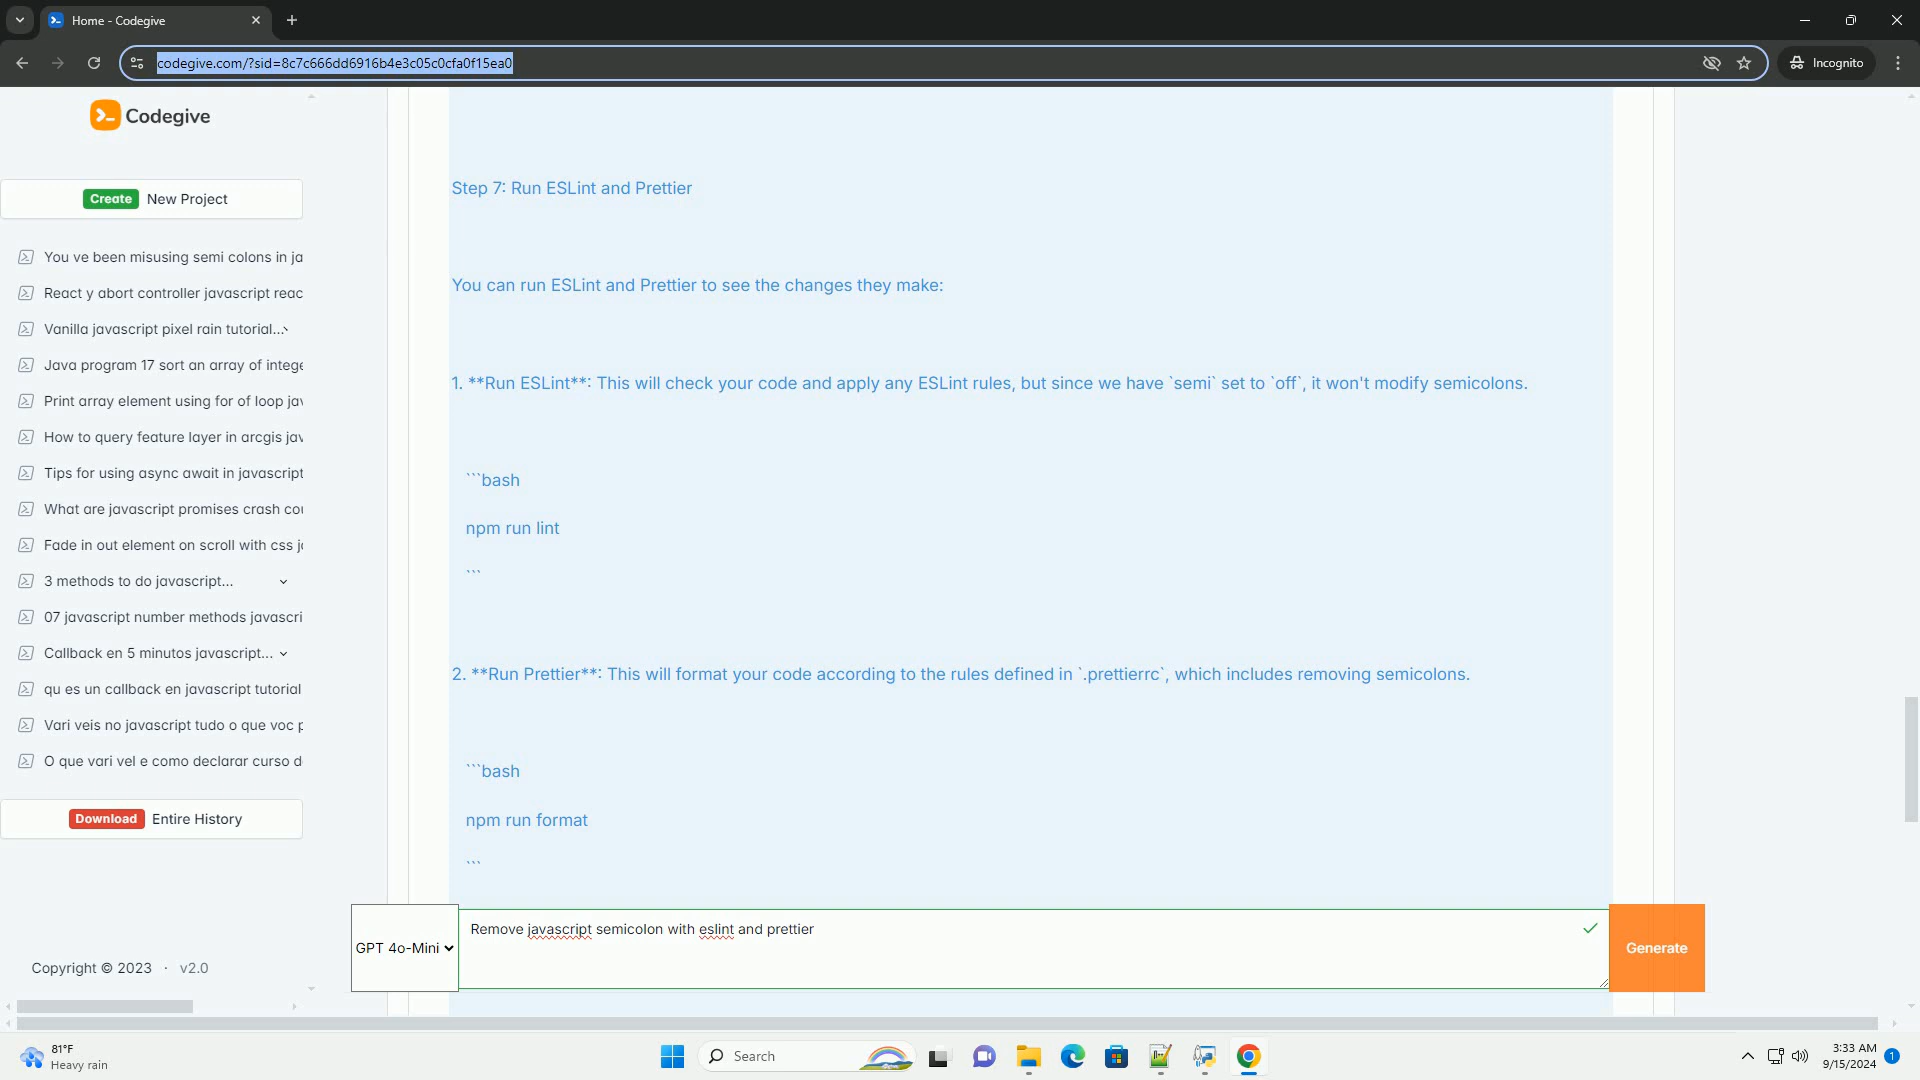 Home - Codegive
codegive.com/?sid=8c7c666dd6916b4e3c05c0cfa0f15ea0
Incognito
Codegive
Create New Project
You ve been misusing semi colons in ja
React y abort controller javascript reac
Vanilla javascript pixel rain tutorial...
Java program 17 sort an array of intege
Print array element using for of loop jav
How to query feature layer in arcgis jav
Tips for using async await in javascript
What are javascript promises crash cou
Fade in out element on scroll with css j
3 methods to do javascript...
07 javascript number methods javascri
Callback en 5 minutos javascript...
qu es un callback en javascript tutorial
Vari veis no javascript tudo o que voc p
O que vari vel e como declarar curso d
Download Entire History
Copyright © 2023 · v2.0
Step 7: Run ESLint and Prettier
You can run ESLint and Prettier to see the changes they make:
1. **Run ESLint**: This will check your code and apply any ESLint rules, but since we have `semi` set to `off`, it won't modify semicolons.
```bash
npm run lint
```
2. **Run Prettier**: This will format your code according to the rules defined in `.prettierrc`, which includes removing semicolons.
```bash
npm run format
```
GPT 4o-Mini
Remove javascript semicolon with eslint and prettier
Generate
81°F
Heavy rain
Search
3:33 AM
9/15/2024
1